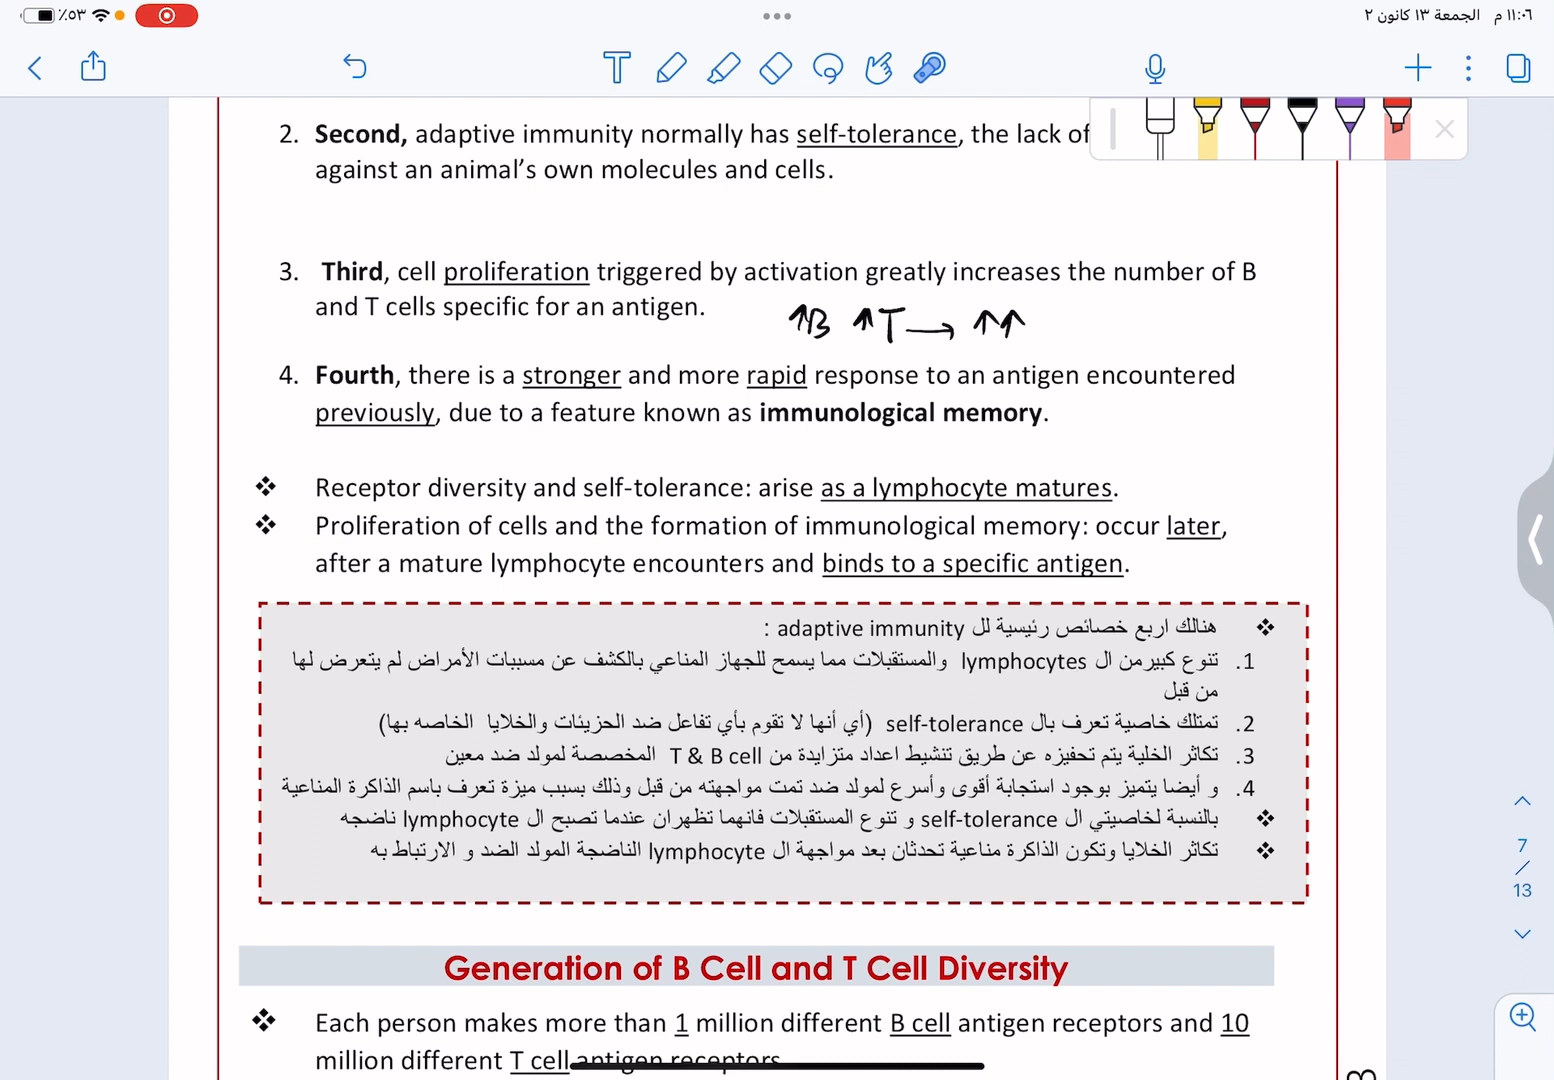 ٪٥٣
١١:٠٦ م الجمعة ١٣ كانون ٢
2. Second, adaptive immunity normally has self-tolerance, the lack of
against an animal’s own molecules and cells.
3. Third, cell proliferation triggered by activation greatly increases the number of B
and T cells specific for an antigen.
↑B ↑T → ↑↑
4. Fourth, there is a stronger and more rapid response to an antigen encountered
previously, due to a feature known as immunological memory.
❖ Receptor diversity and self-tolerance: arise as a lymphocyte matures.
❖ Proliferation of cells and the formation of immunological memory: occur later,
after a mature lymphocyte encounters and binds to a specific antigen.
❖ هنالك اربع خصائص رئيسية لل adaptive immunity :
1. تنوع كبيرمن ال lymphocytes والمستقبلات مما يسمح للجهاز المناعي بالكشف عن مسببات الأمراض لم يتعرض لها
من قبل
2. تمتلك خاصية تعرف بال self-tolerance (أي أنها لا تقوم بأي تفاعل ضد الجزيئات والخلايا الخاصه بها)
3. تكاثر الخلية يتم تحفيزه عن طريق تنشيط اعداد متزايدة من T & B cell المخصصة لمولد ضد معين
4. و أيضا يتميز بوجود استجابة أقوى وأسرع لمولد ضد تمت مواجهته من قبل وذلك بسبب ميزة تعرف باسم الذاكرة المناعية
❖ بالنسبة لخاصيتي ال self-tolerance و تنوع المستقبلات فانهما تظهران عندما تصبح ال lymphocyte ناضجه
❖ تكاثر الخلايا وتكون الذاكرة مناعية تحدثان بعد مواجهة ال lymphocyte الناضجة المولد الضد و الارتباط به
Generation of B Cell and T Cell Diversity
❖ Each person makes more than 1 million different B cell antigen receptors and 10
million different T cell antigen receptors
7
/
13